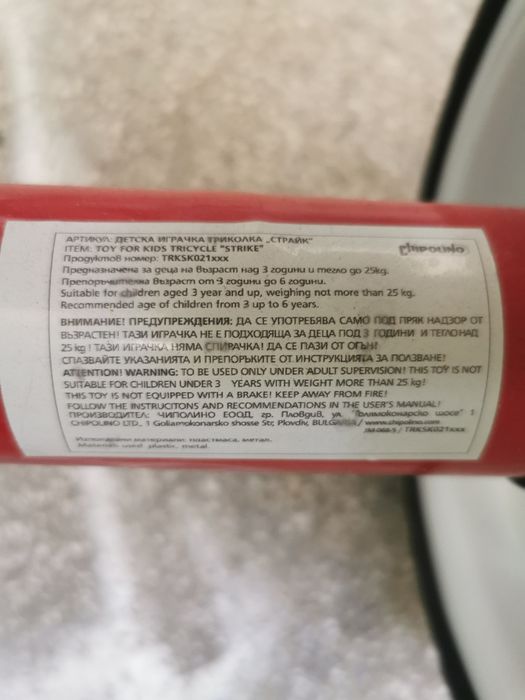 АРТИКУЛ: ДЕТСКА ИГРАЧКА ТРИКОЛКА „СТРАЙК"
chipolino
ITEM: TOY FOR KIDS TRICYCLE "STRIKE"
Продуктов номер: TRKSK021xxx
Предназначена за деца на възраст над 3 години и тегло до 25kg.
Препоръчителна възраст от 3 години до 6 години.
Suitable for children aged 3 year and up, weighing not more than 25 kg.
Recommended age of children from 3 up to 6 years.
ВНИМАНИЕ! ПРЕДУПРЕЖДЕНИЯ: ДА СЕ УПОТРЕБЯВА САМО ПОД ПРЯК НАДЗОР ОТ
ВЪЗРАСТЕН! ТАЗИ ИГРАЧКА НЕ Е ПОДХОДЯЩА ЗА ДЕЦА ПОД 3 ГОДИНИ И ТЕГЛО НАД
25 kg! ТАЗИ ИГРАЧКА НЯМА СПИРАЧКА! ДА СЕ ПАЗИ ОТ ОГЪН!
СПАЗВАЙТЕ УКАЗАНИЯТА И ПРЕПОРЪКИТЕ ОТ ИНСТРУКЦИЯТА ЗА ПОЛЗВАНЕ!
ATTENTION! WARNING: TO BE USED ONLY UNDER ADULT SUPERVISION! THIS TOY IS NOT
SUITABLE FOR CHILDREN UNDER 3 YEARS WITH WEIGHT MORE THAN 25 kg!
THIS TOY IS NOT WITH A BRAKE! KEEP AWAY FROM FIRE!
FOLLOW THE INSTRUCITONS AND RECOMMENDATIONS IN THE USER'S MANUAL!
ПРОИЗВОДИТЕЛ: ЧИПОЛИНО ЕООД, гр. Пловдив, ул. "Голямоконарско шосе" 1
CHIPOLINO LTD., 1 Goliamokonarsko shosse Str, Plovdiv, BULGARIA / www.chipolino.com
JM-068-5 / TRKSK021xxx
Използвани материали: пластмаса, метал.
Materials used: plastic, metal